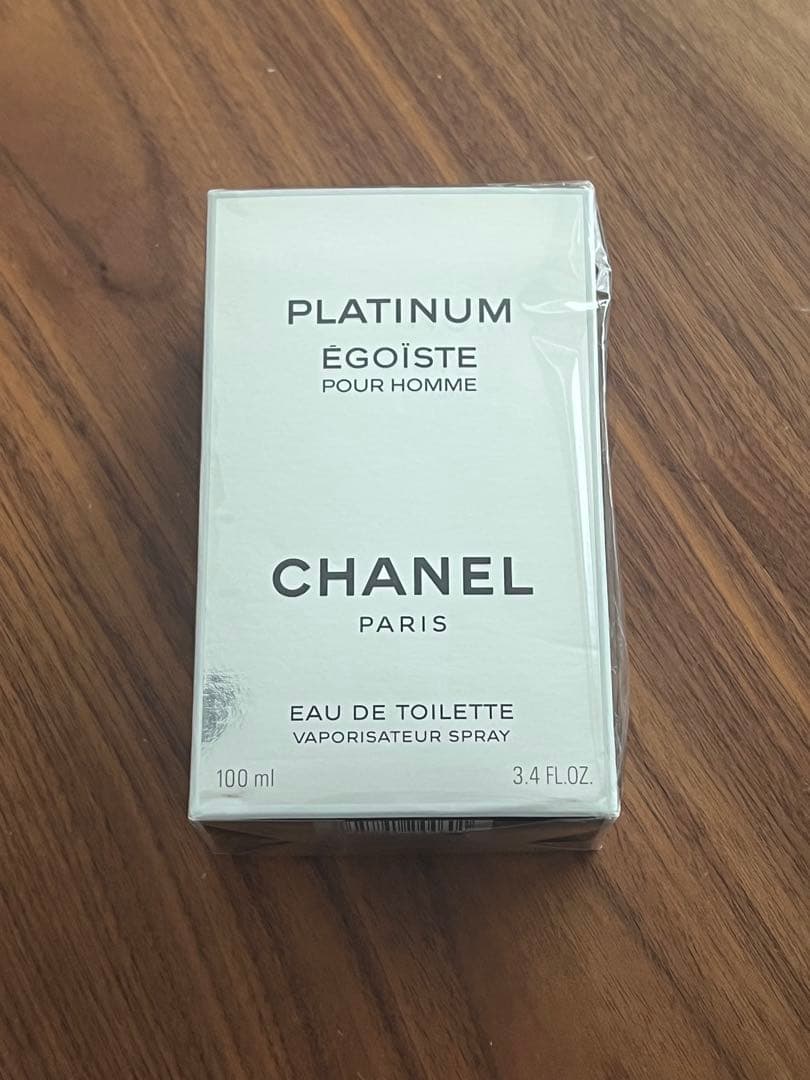 PLATINUM
ÉGOÏSTE
POUR HOMME
CHANEL
PARIS
EAU DE TOILETTE
VAPORISATEUR SPRAY
100 ml 3.4 FL.OZ.